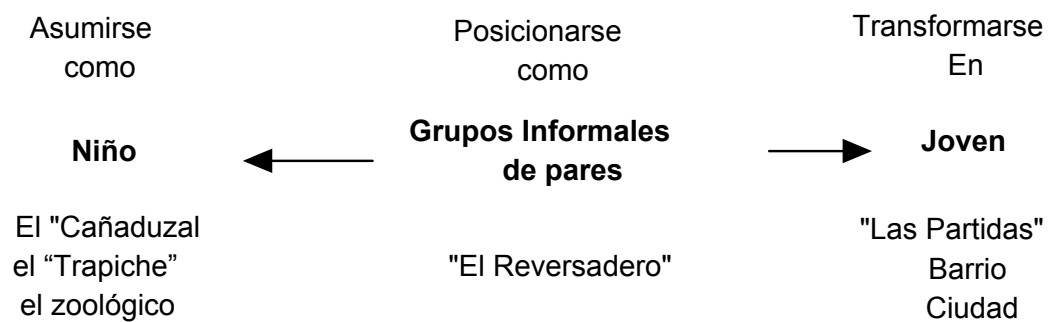 Asumirse
como
Niño
El "Cañaduzal
el “Trapiche”
el zoológico
Posicionarse
como
Grupos Informales
de pares
"El Reversadero"
Transformarse
En
Joven
"Las Partidas"
Barrio
Ciudad